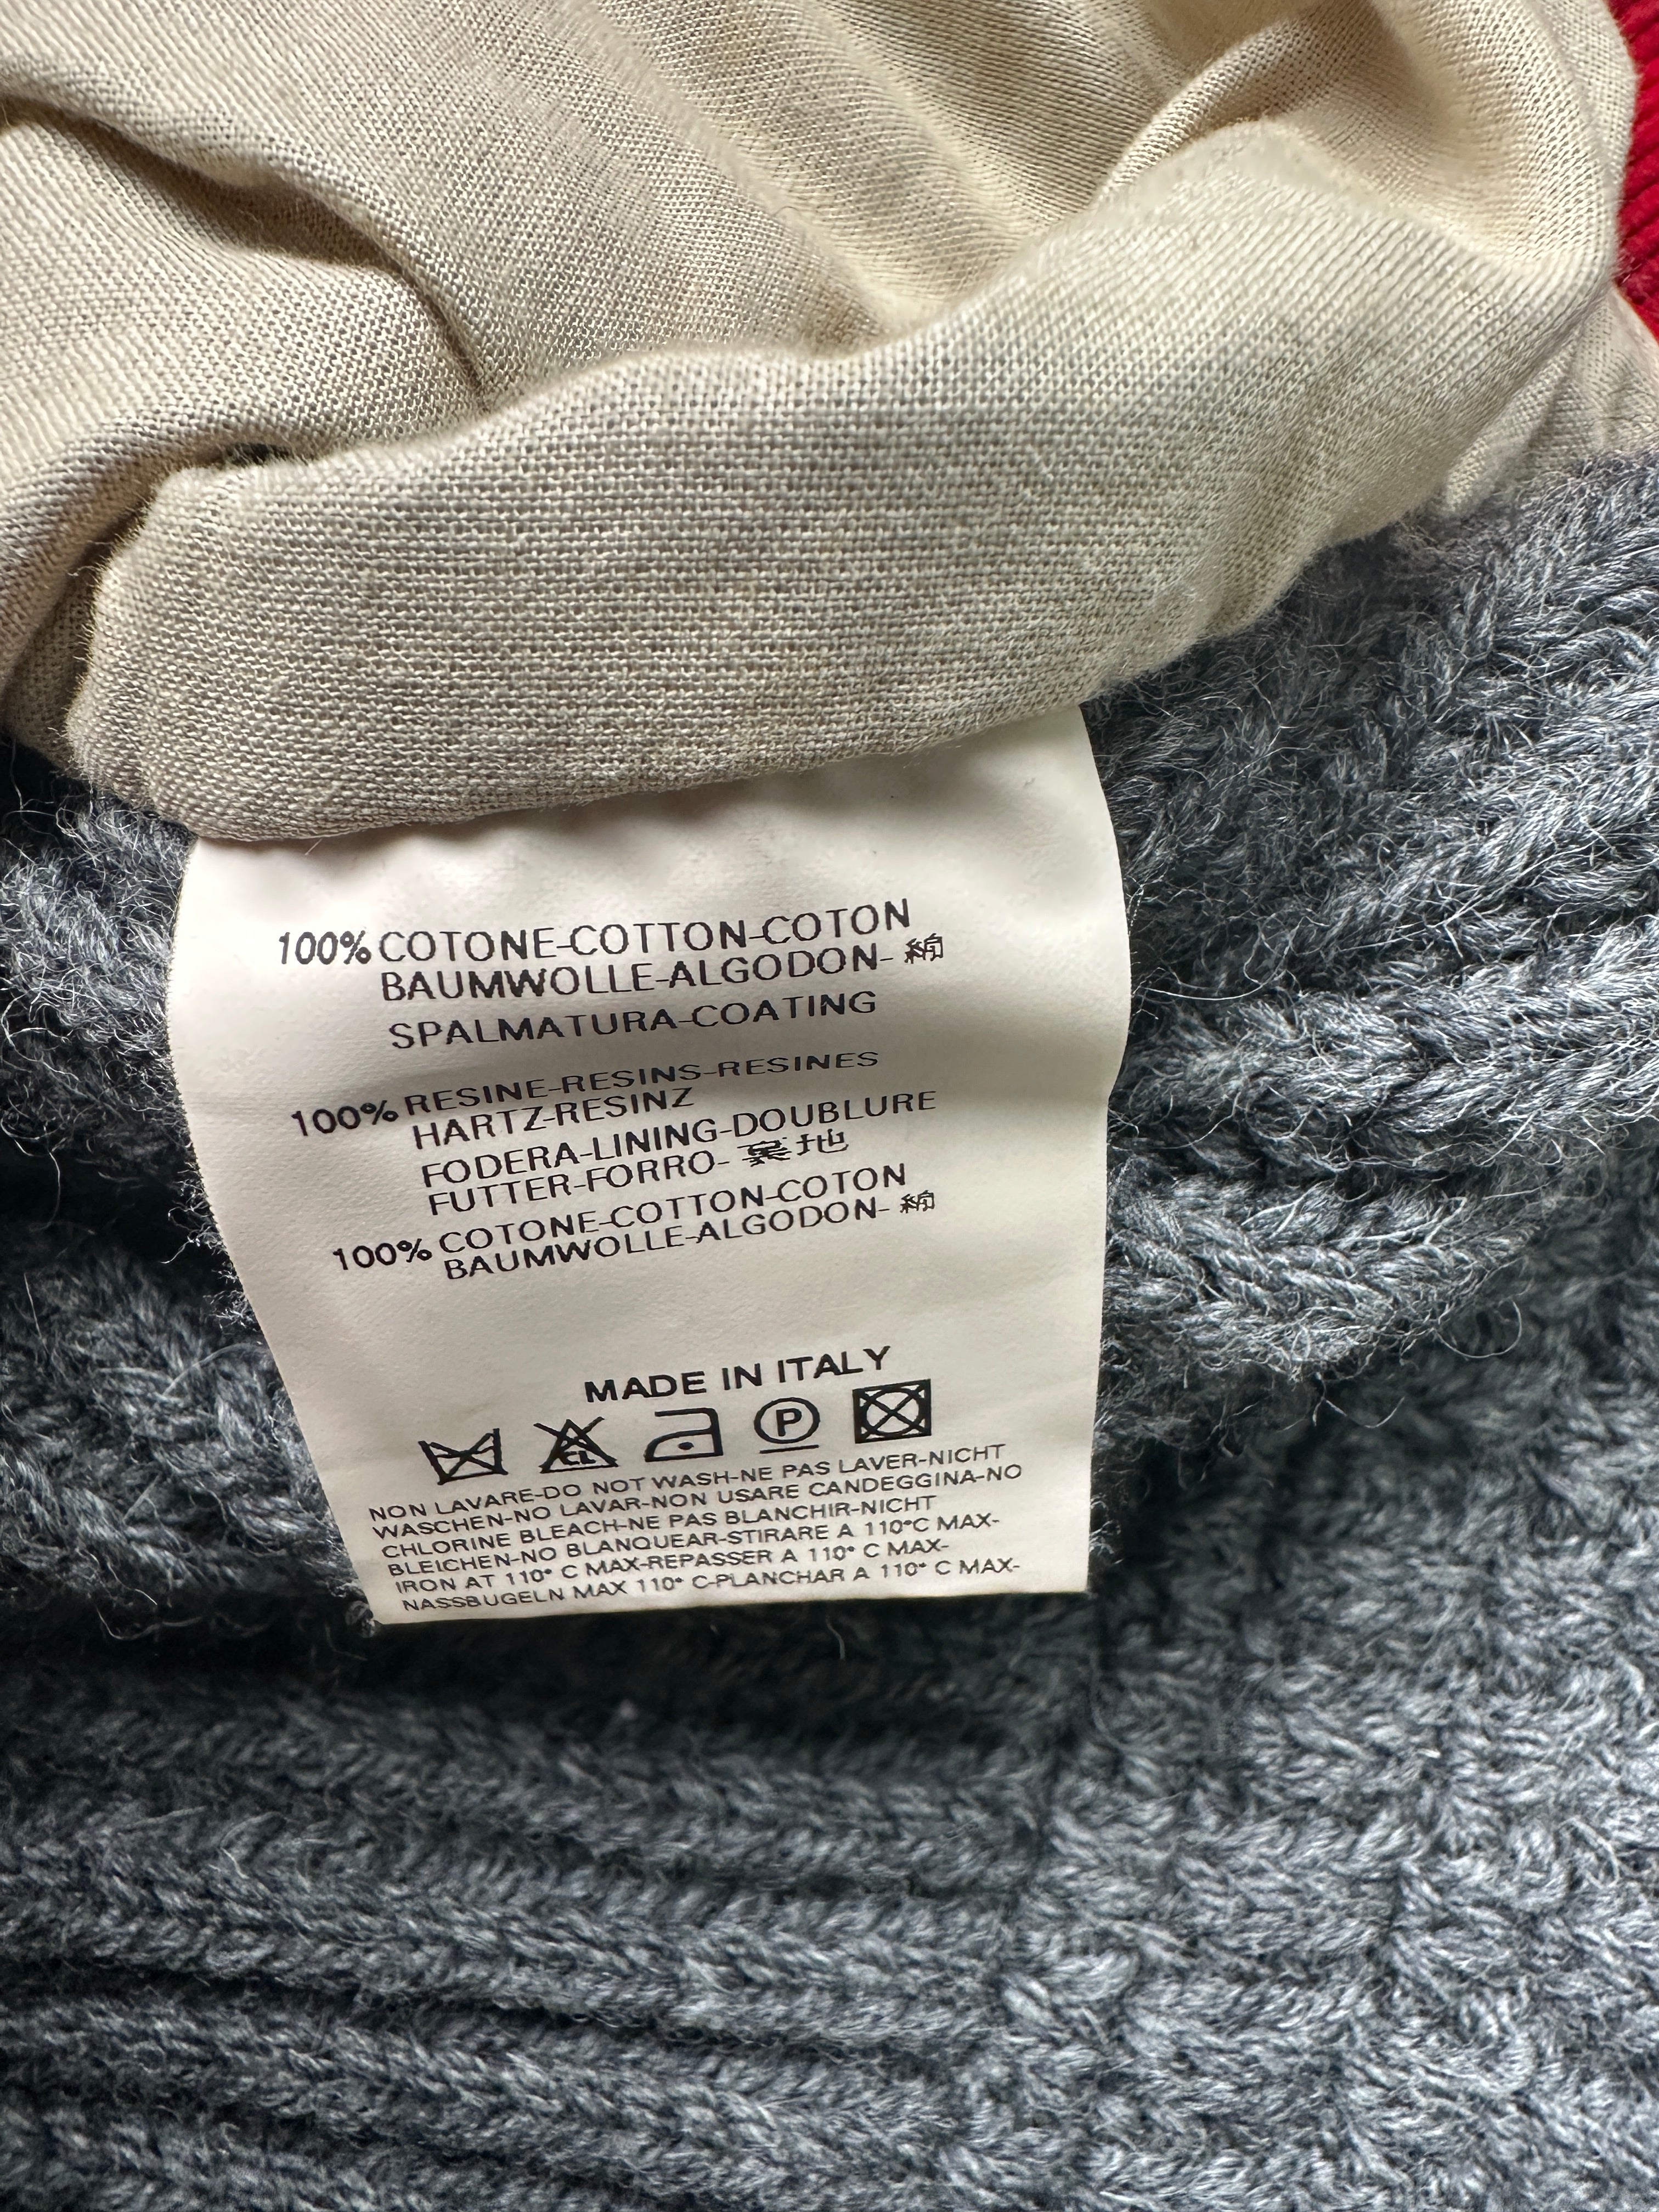 100% COTONE-COTTON-COTON
BAUMWOLLE-ALGODON- 綿
SPALMATURA-COATING
100% RESINE-RESINS-RESINES
HARTZ-RESINZ
FODERA-LINING-DOUBLURE
FUTTER-FORRO- 裏地
100% COTONE-COTTON-COTON
BAUMWOLLE-ALGODON- 綿
MADE IN ITALY
CL P
NON LAVARE-DO NOT WASH-NE PAS LAVER-NICHT
WASCHEN-NO LAVAR-NON USARE CANDEGGINA-NO
CHLORINE BLEACH-NE PAS BLANCHIR-NICHT
BLEICHEN-NO BLANQUEAR-STIRARE A 110°C MAX-
IRON AT 110° C MAX-REPASSER A 110° C MAX-
NASSBUGELN MAX 110° C-PLANCHAR A 110° C MAX-